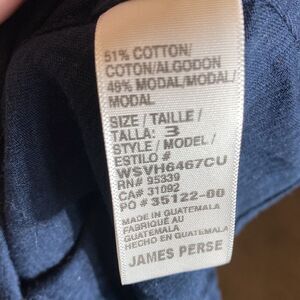 51% COTTON/
COTON/ALGODON
49% MODAL/MODAL/
MODAL
SIZE / TAILLE /
TALLA: 3
STYLE / MODEL /
ESTILO #
WSVH6467CU
RN# 95339
CA# 31092
PO # 35122-00
MADE IN GUATEMALA
FABRIQUÉ AU
GUATEMALA
HECHO EN GUATEMALA
JAMES PERSE